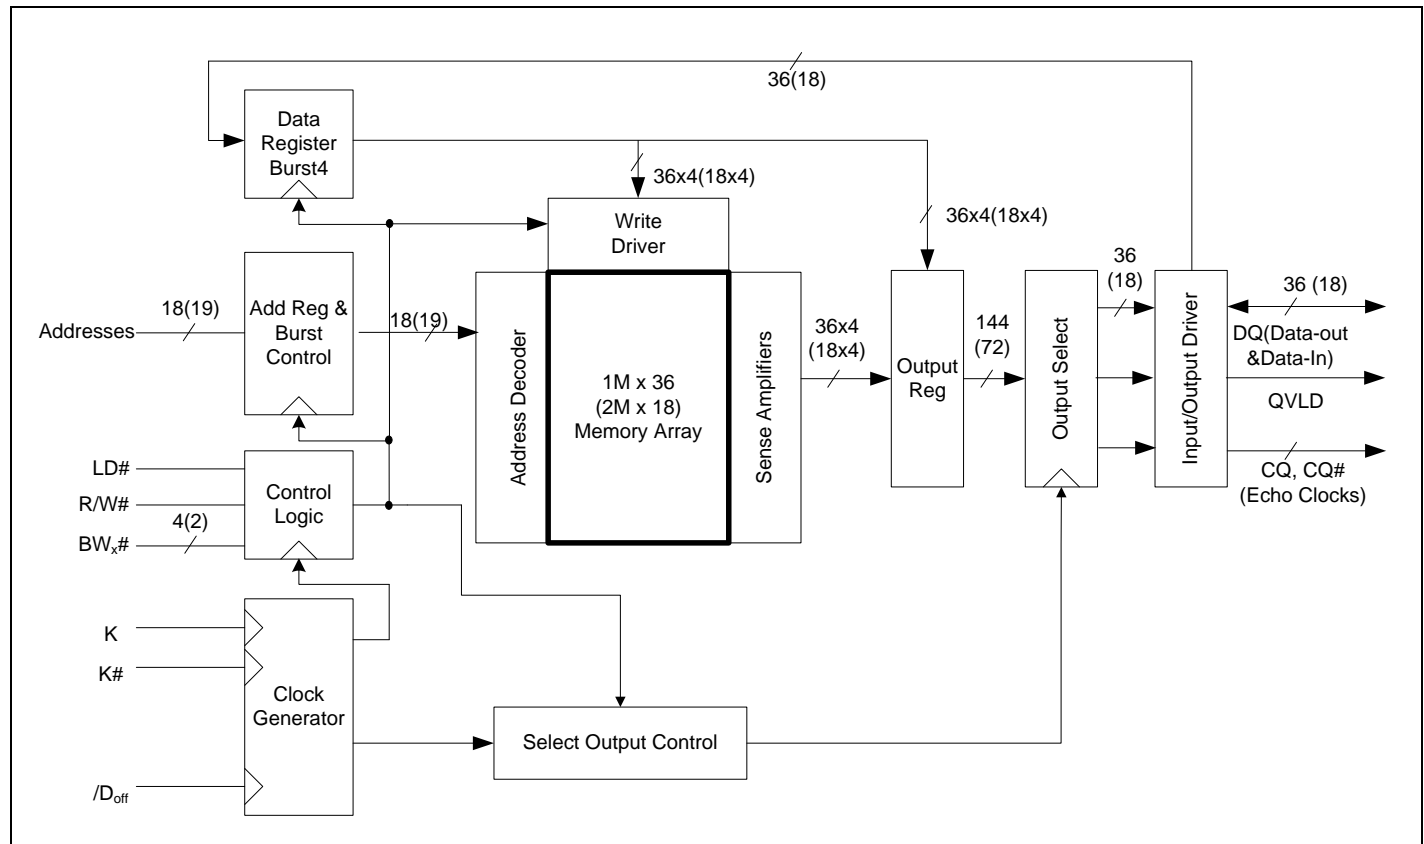 36(18)
Data
Register
Burst4
36x4(18x4)
Write
Driver
36x4(18x4)
Addresses
18(19)
Add Reg &
Burst
Control
18(19)
Address Decoder
1M x 36
(2M x 18)
Memory Array
Sense Amplifiers
36x4
(18x4)
Output
Reg
144
(72)
Output Select
36
(18)
Input/Output Driver
36 (18)
DQ(Data-out
&Data-In)
QVLD
CQ, CQ#
(Echo Clocks)
LD#
R/W#
BWx#
4(2)
Control
Logic
K
K#
/Doff
Clock
Generator
Select Output Control